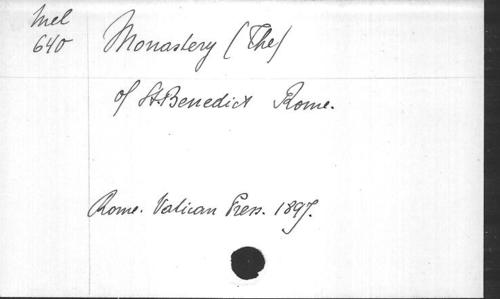 Mel
640
Monastery (The)
of St Benedict Rome.
Rome. Vatican Press. 1897.